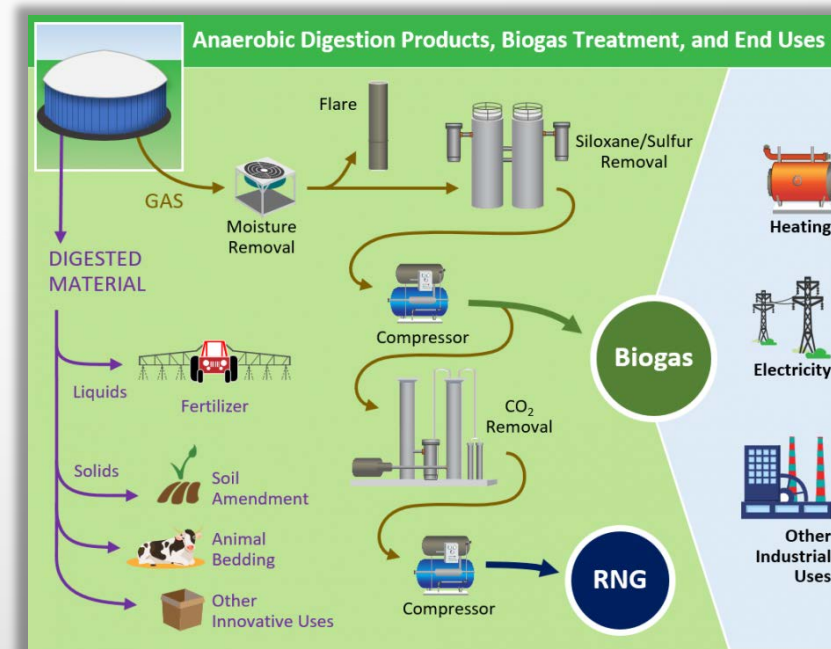 Anaerobic Digestion Products, Biogas Treatment, and End Uses
Flare
Siloxane/Sulfur
Removal
GAS
Moisture
Removal
Heating
DIGESTED
MATERIAL
Compressor
Biogas
Electricity
Liquids
Fertilizer
CO₂
Removal
Solids
Soil
Amendment
Animal
Bedding
Other
Innovative Uses
Compressor
RNG
Other
Industrial
Uses